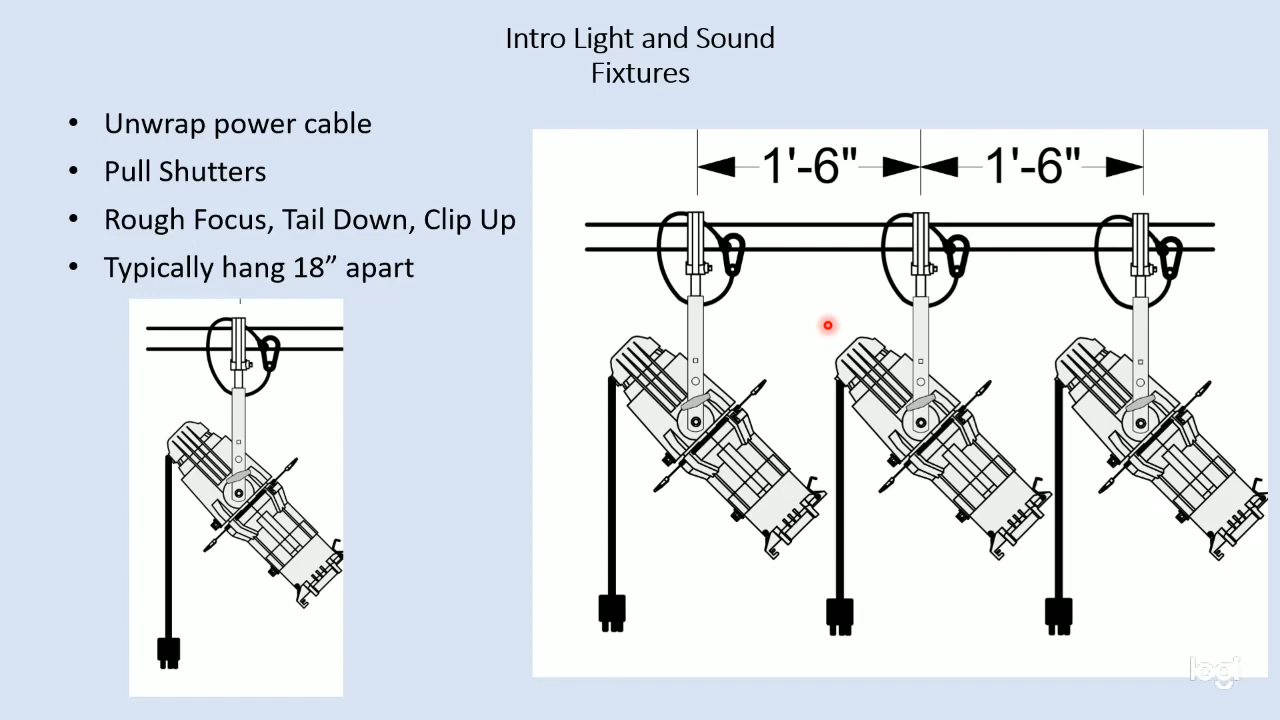 Intro Light and Sound
Fixtures
• Unwrap power cable
• Pull Shutters
• Rough Focus, Tail Down, Clip Up
• Typically hang 18” apart
1'-6" 1'-6"
logi